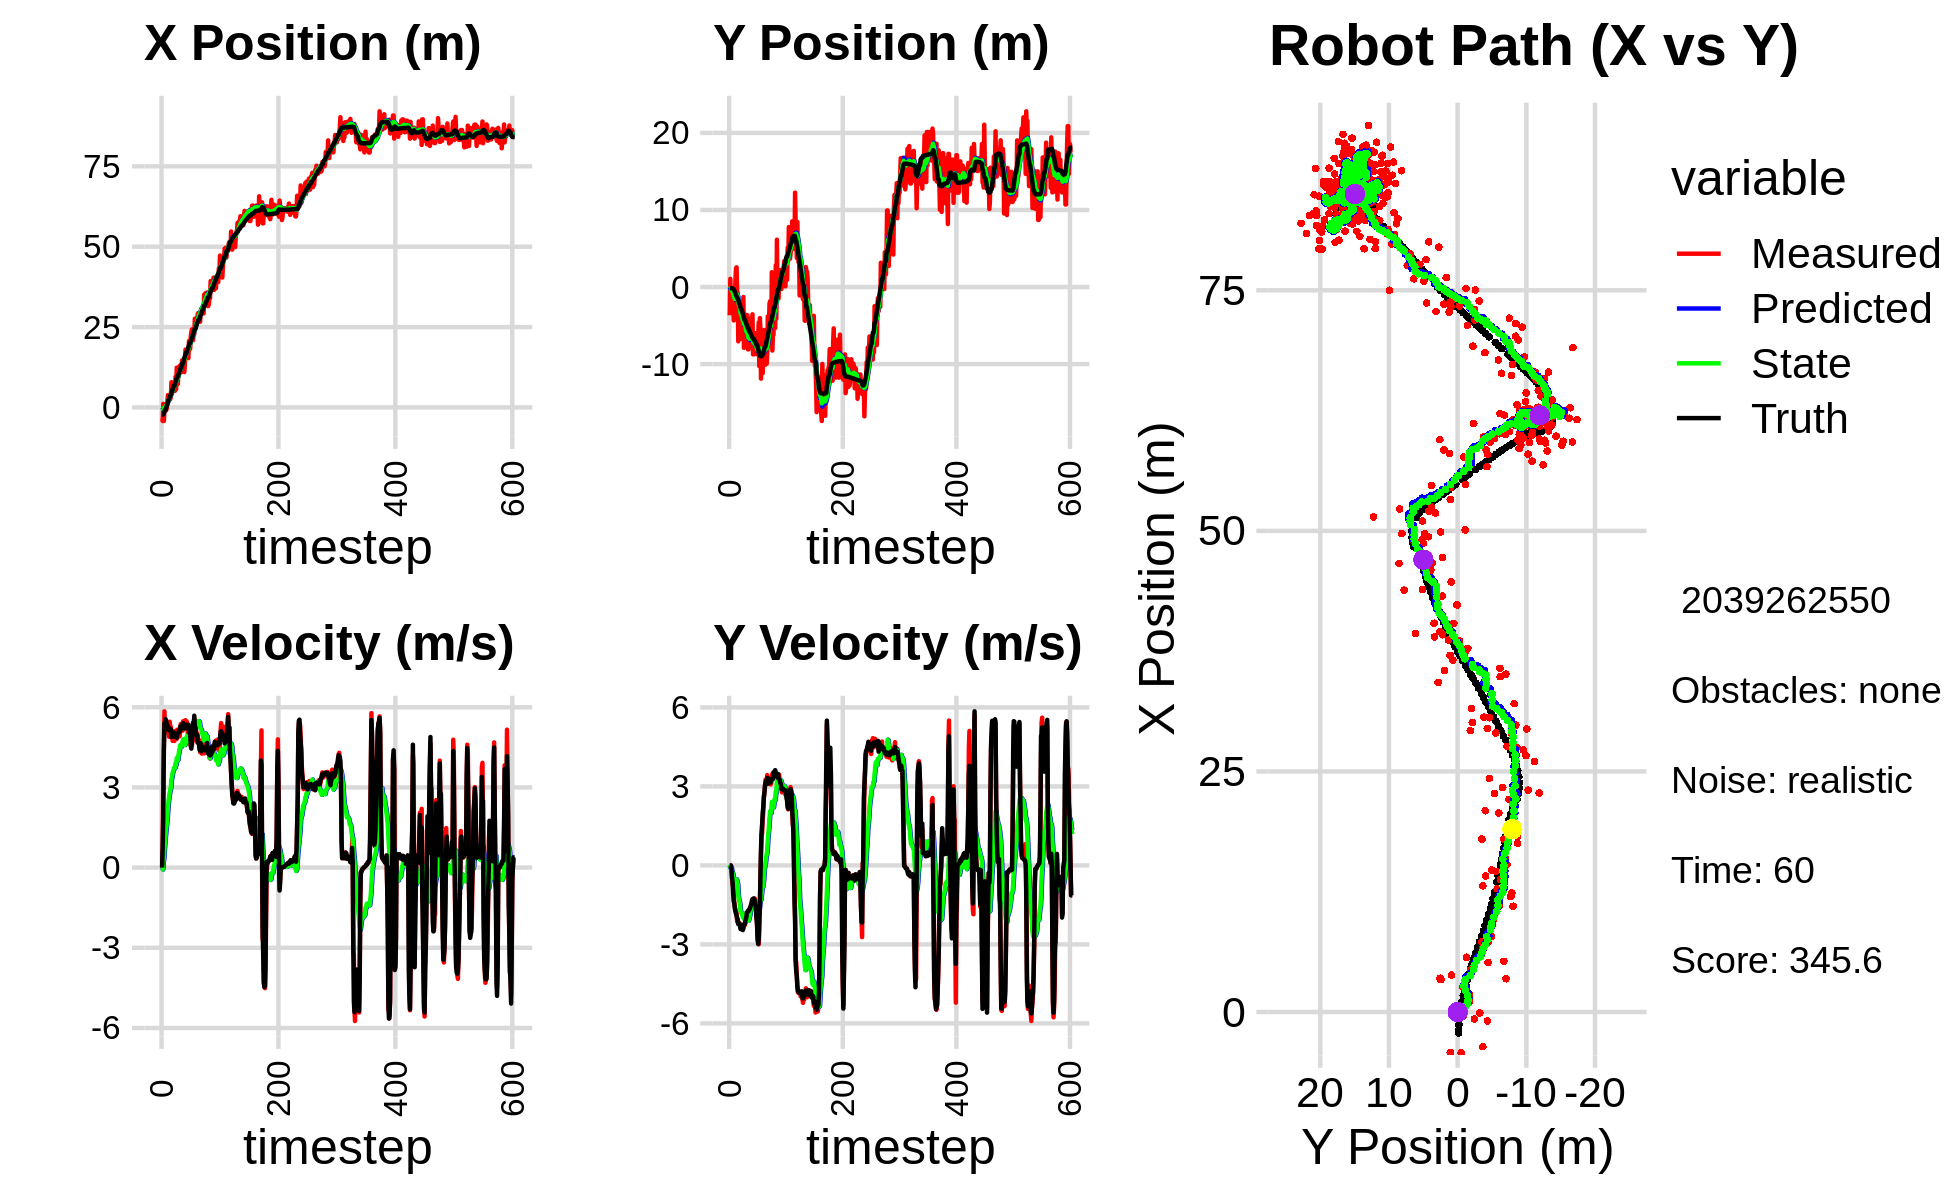 X Position (m)
75
50
25
0
0
200
400
600
timestep
Y Position (m)
20
10
0
-10
0
200
400
600
timestep
X Velocity (m/s)
6
3
0
-3
-6
0
200
400
600
timestep
Y Velocity (m/s)
6
3
0
-3
-6
0
200
400
600
timestep
Robot Path (X vs Y)
X Position (m)
75
50
25
0
20 10 0 -10 -20
Y Position (m)
variable
Measured
Predicted
State
Truth
2039262550
Obstacles: none
Noise: realistic
Time: 60
Score: 345.6